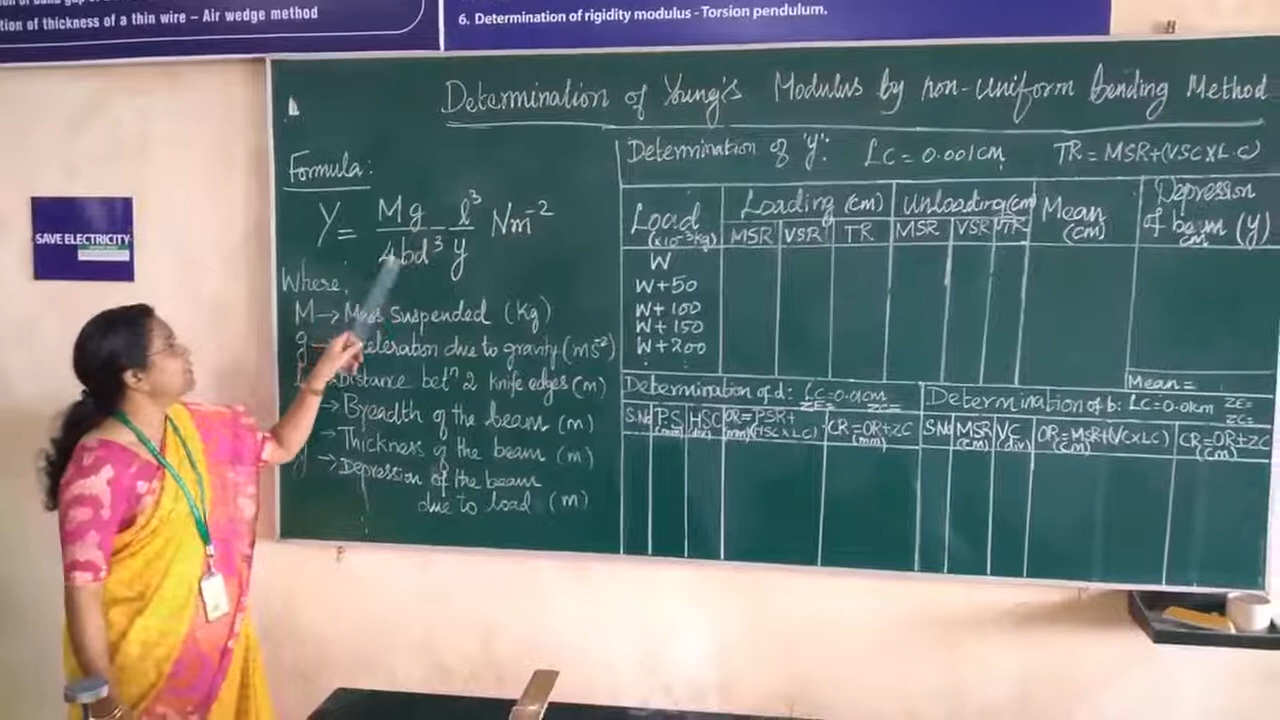 tion of thickness of a thin wire – Air wedge method
6. Determination of rigidity modulus - Torsion pendulum.
SAVE ELECTRICITY
Determination of Young's Modulus by non-uniform bending Method
Formula:
Y = Mg/4bd³ l³/y Nm⁻²
Where,
M → Mass suspended (Kg)
g → celeration due to gravity (ms⁻²)
l → Distance betⁿ 2 knife edges (m)
→ Breadth of the beam (m)
→ Thickness of the beam (m)
y → Depression of the beam
due to load (m)
Determination of 'y': LC = 0.001cm TR = MSR+(VSC×L.C)
Load (×10⁻³kg) Loading (cm) Unloading (cm) Mean (cm) Depression of beam (y) cm
MSR VSR TR MSR VSR TR
W
W+50
W+100
W+150
W+200
Mean =
Determination of d: LC=0.01cm ZE= ZC=
S.No P.S (mm) HSC (div) OR=PSR+(HSC×LC) (mm) CR=OR+ZC (mm)
Determination of b: LC=0.01cm ZE= ZC=
S.No MSR (cm) VC (div) OR=MSR+(VC×LC) (cm) CR=OR+ZC (cm)